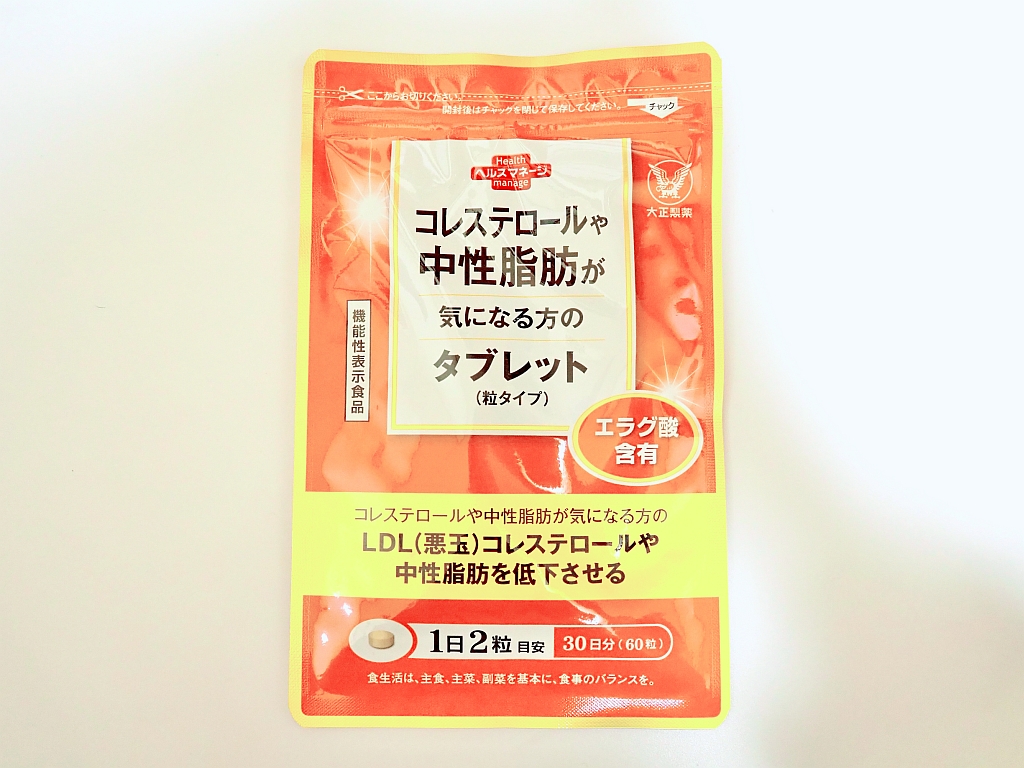 ここからお切りください。
開封後はチャックを閉じて保存してください。
チャック
Health
ヘルスマネージ
manage
大正製薬
コレステロールや
中性脂肪が
気になる方の
タブレット
(粒タイプ)
機能性表示食品
エラグ酸
含有
コレステロールや中性脂肪が気になる方の
LDL(悪玉)コレステロールや
中性脂肪を低下させる
1日2粒目安 30日分(60粒)
食生活は、主食、主菜、副菜を基本に、食事のバランスを。